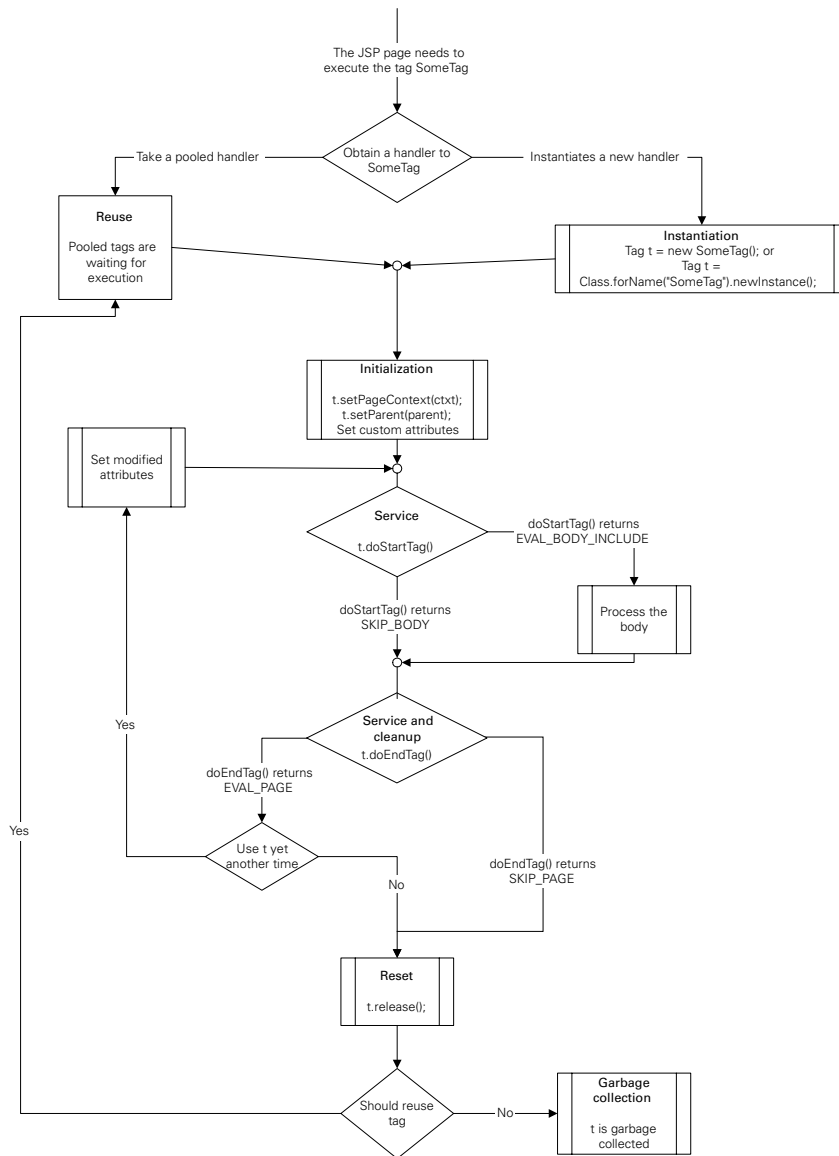 The JSP page needs to
execute the tag SomeTag
Take a pooled handler
Obtain a handler to
SomeTag
Instantiates a new handler
Reuse
Pooled tags are
waiting for
execution
Instantiation
Tag t = new SomeTag(); or
Tag t =
Class.forName("SomeTag").newInstance();
Initialization
t.setPageContext(ctxt);
t.setParent(parent);
Set custom attributes
Set modified
attributes
Service
t.doStartTag()
doStartTag() returns
EVAL_BODY_INCLUDE
doStartTag() returns
SKIP_BODY
Process the
body
Yes
Service and
cleanup
t.doEndTag()
doEndTag() returns
EVAL_PAGE
Yes
Use t yet
another time
No
doEndTag() returns
SKIP_PAGE
Reset
t.release();
Should reuse
tag
No
Garbage
collection
t is garbage
collected